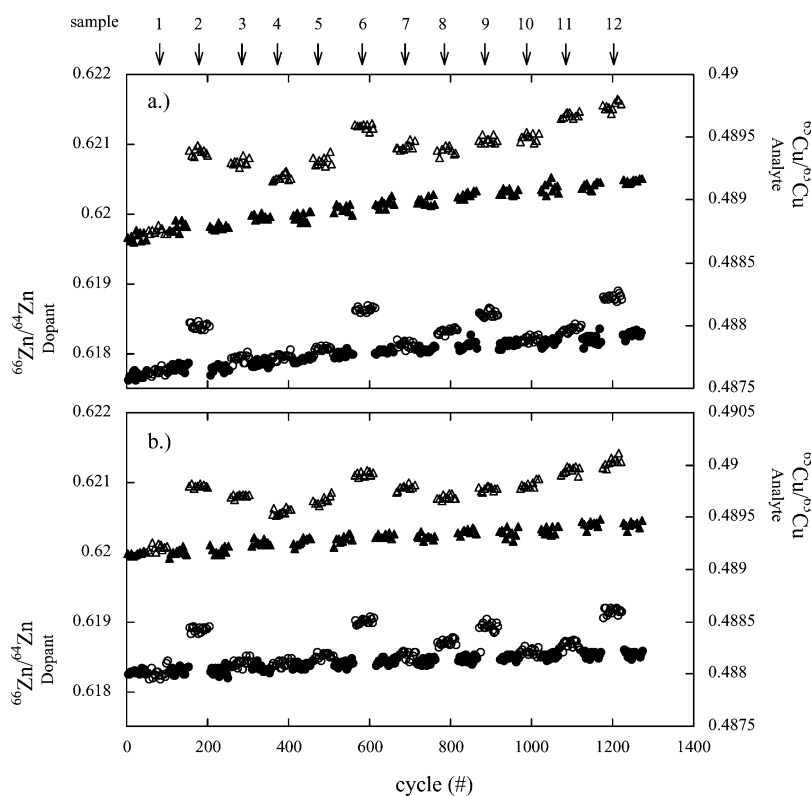 sample 1 2 3 4 5 6 7 8 9 10 11 12
0.622 0.49
a.)
0.621 0.4895
0.62 0.489
0.4885
0.619
0.488
0.618
0.4875
66Zn/64Zn
Dopant
65Cu/63Cu
Analyte
0.622 0.4905
b.)
0.621 0.49
0.4895
0.62
0.489
0.619 0.4885
0.618 0.488
0.4875
66Zn/64Zn
Dopant
65Cu/63Cu
Analyte
0 200 400 600 800 1000 1200 1400
cycle (#)